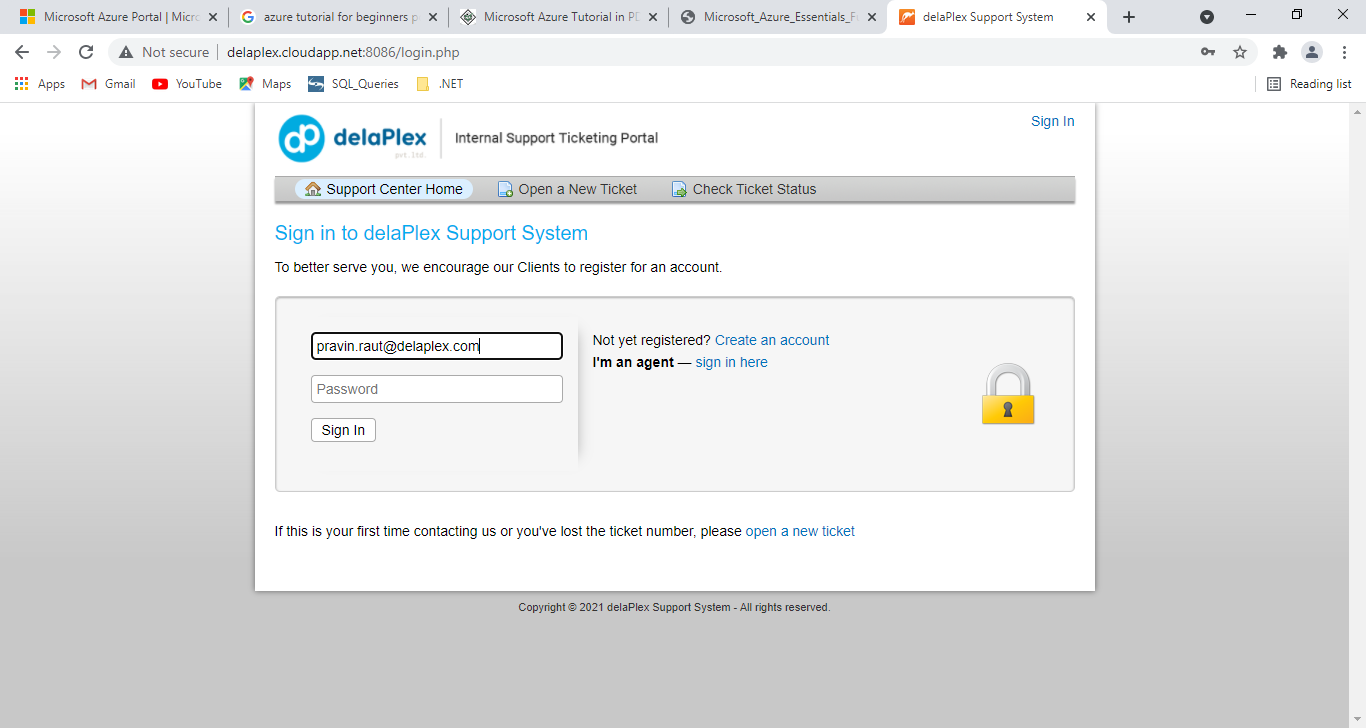 Microsoft Azure Portal | Micro
azure tutorial for beginners p
Microsoft Azure Tutorial in PD
Microsoft_Azure_Essentials_F
delaPlex Support System
Not secure
delaplex.cloudapp.net:8086/login.php
Apps
Gmail
YouTube
Maps
SQL_Queries
.NET
Reading list
dp delaPlex
pvt.ltd.
Internal Support Ticketing Portal
Sign In
Support Center Home
Open a New Ticket
Check Ticket Status
Sign in to delaPlex Support System
To better serve you, we encourage our Clients to register for an account.
pravin.raut@delaplex.com
Password
Sign In
Not yet registered? Create an account
I'm an agent — sign in here
If this is your first time contacting us or you've lost the ticket number, please open a new ticket
Copyright © 2021 delaPlex Support System - All rights reserved.